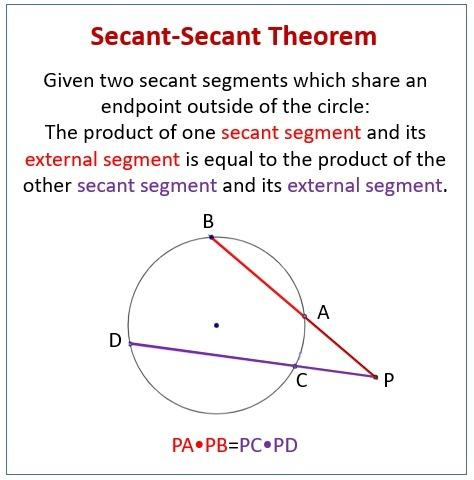 Secant-Secant Theorem
Given two secant segments which share an
endpoint outside of the circle:
The product of one secant segment and its
external segment is equal to the product of the
other secant segment and its external segment.
B
A
D
C
P
PA•PB=PC•PD